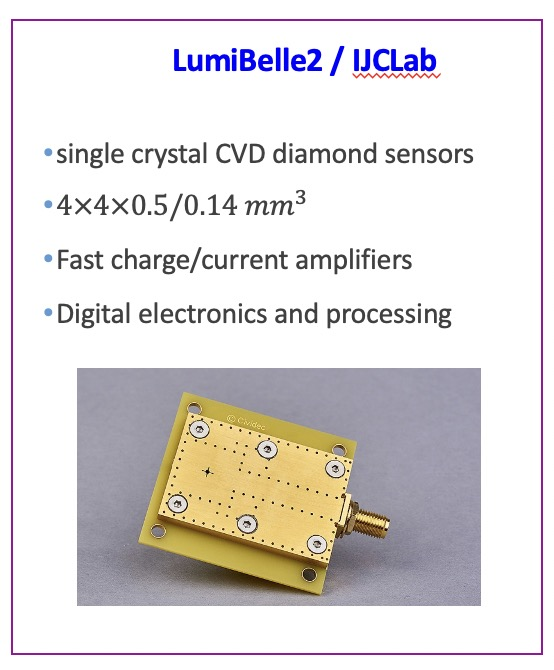 LumiBelle2 / IJCLab
•single crystal CVD diamond sensors
•4×4×0.5/0.14 mm³
•Fast charge/current amplifiers
•Digital electronics and processing
© Cividec